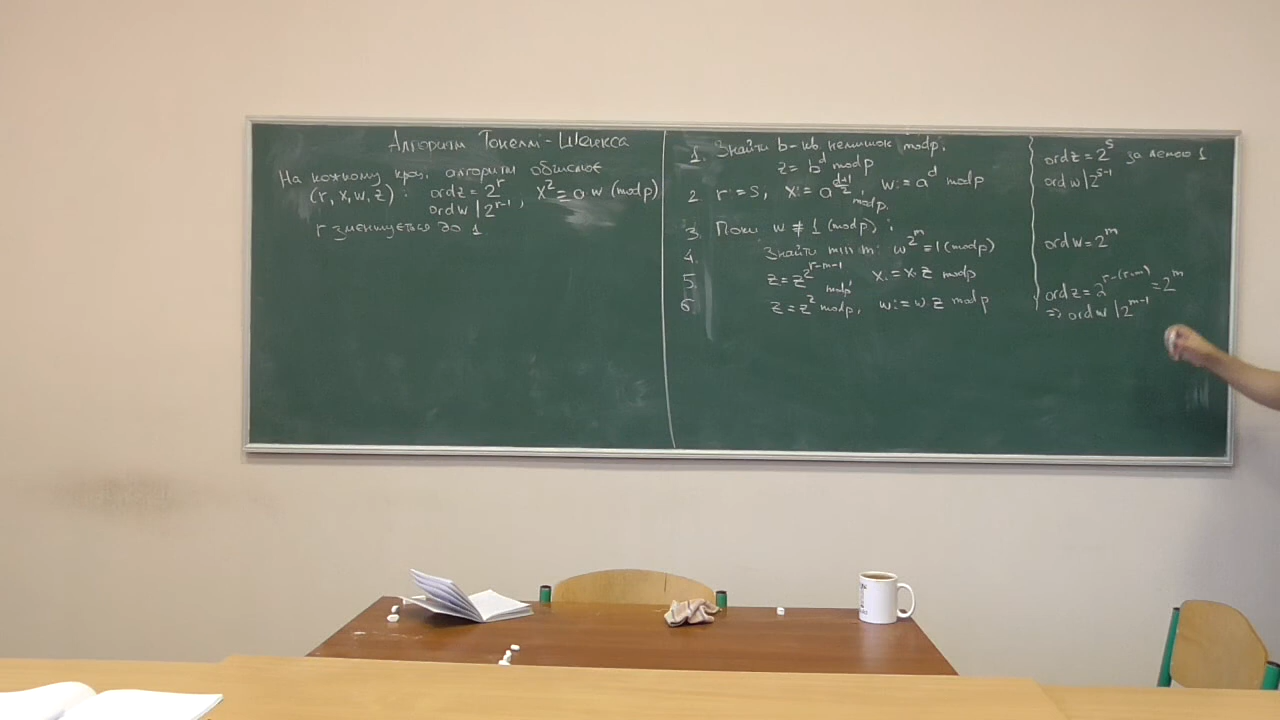 Алгоритм Тонеллі-Шенкса
На кожному кроці алгоритм обчислює
(r, x, w, z) : ord z = 2^r, x^2 = a w (mod p)
ord w | 2^{r-1}
r зменшується до 1
1. Знайти b - кв. нелишок mod p;
z = b^d mod p
2. r := s, x := a^{\frac{d+1}{2}} mod p, w := a^d mod p
3. Поки w ≢ 1 (mod p) :
4. Знайти min m: w^{2^m} = 1 (mod p)
5. z = z^{2^{r-m-1}} mod p; x := x·z mod p
6. z = z^2 mod p, w := w·z mod p
ord z = 2^s за лемою 1
ord w | 2^{s-1}
ord w = 2^m
ord z = 2^{r-(r-m)} = 2^m
⇒ ord w | 2^{m-1}